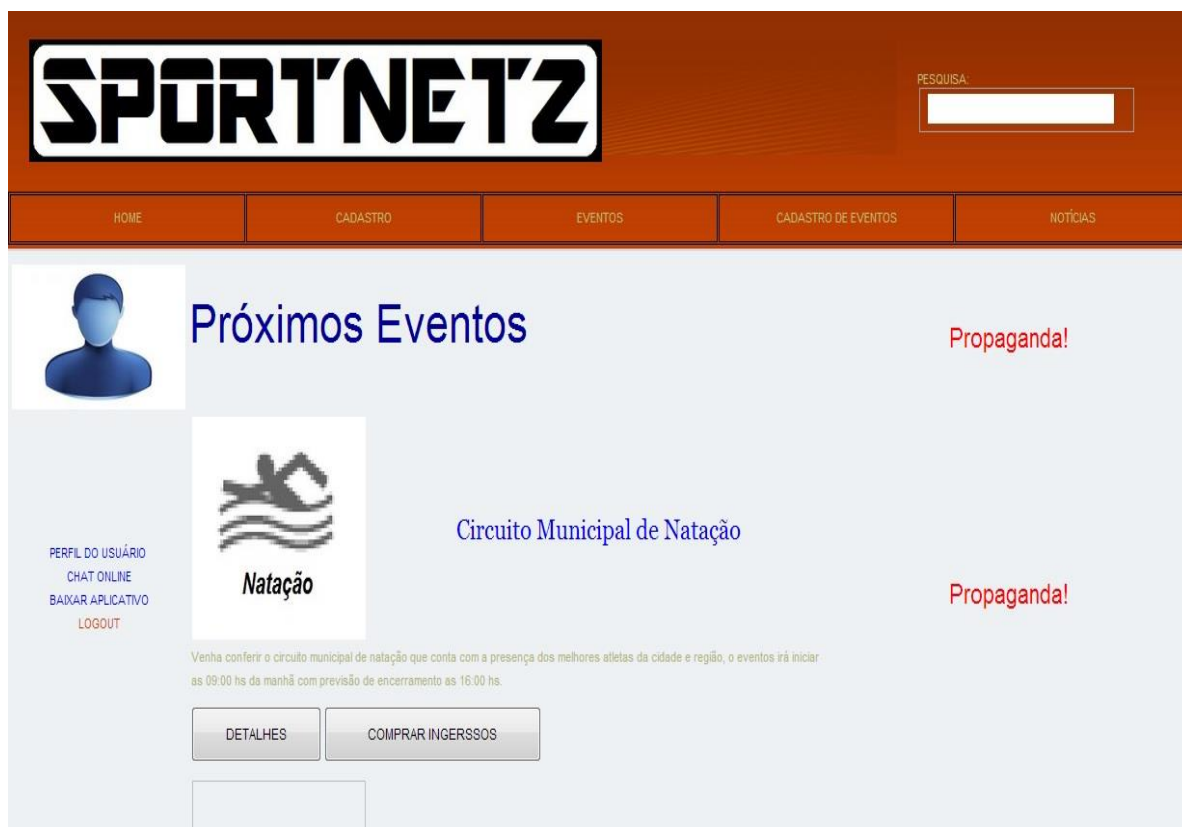 SPORTNETZ
PESQUISA:
HOME
CADASTRO
EVENTOS
CADASTRO DE EVENTOS
NOTÍCIAS
Próximos Eventos
Propaganda!
Circuito Municipal de Natação
Natação
PERFIL DO USUÁRIO
CHAT ONLINE
BAIXAR APLICATIVO
LOGOUT
Propaganda!
Venha conferir o circuito municipal de natação que conta com a presença dos melhores atletas da cidade e região, o eventos irá iniciar
as 09:00 hs da manhã com previsão de encerramento as 16:00 hs.
DETALHES
COMPRAR INGERSSOS